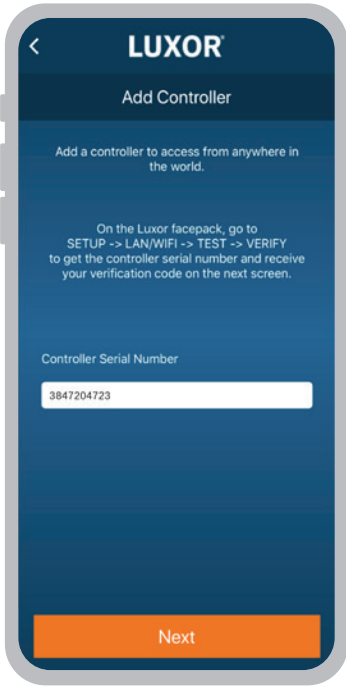 LUXOR
Add Controller
Add a controller to access from anywhere in
the world.
On the Luxor facepack, go to
SETUP -> LAN/WIFI -> TEST -> VERIFY
to get the controller serial number and receive
your verification code on the next screen.
Controller Serial Number
3847204723
Next